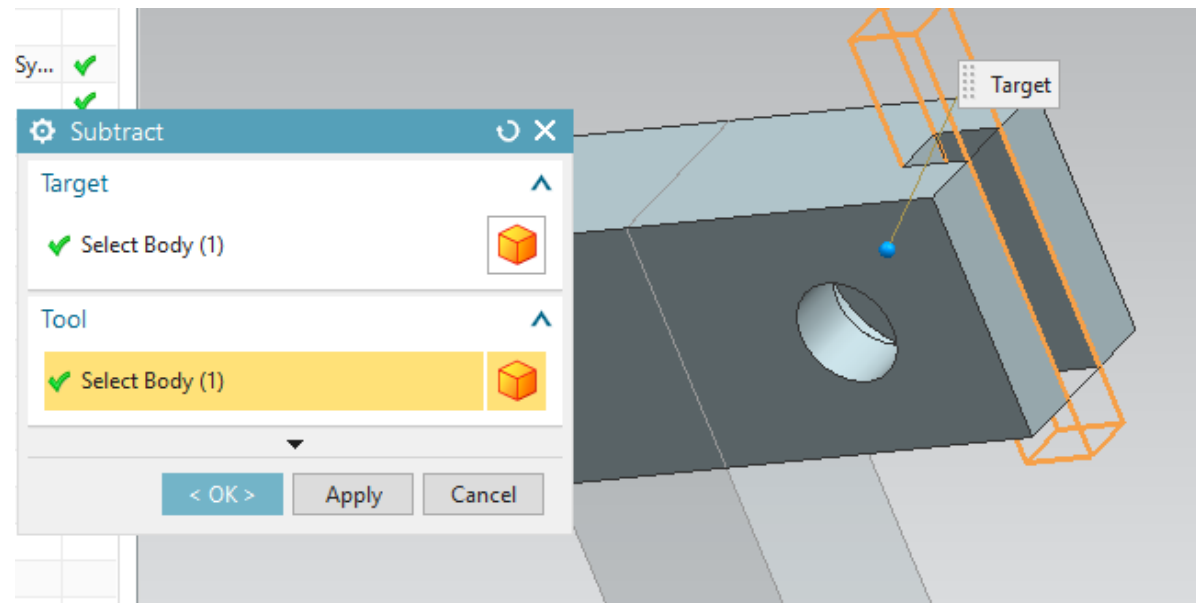 Sy...
Target
Subtract
Target
Select Body (1)
Tool
Select Body (1)
< OK >
Apply
Cancel